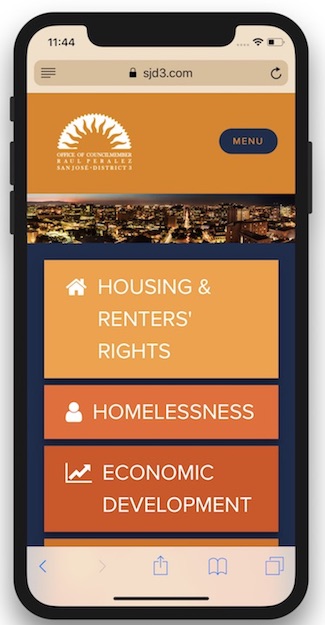 11:44
sjd3.com
OFFICE OF COUNCILMEMBER
RAUL PERALEZ
SAN JOSE · DISTRICT 3
MENU
HOUSING &
RENTERS'
RIGHTS
HOMELESSNESS
ECONOMIC
DEVELOPMENT